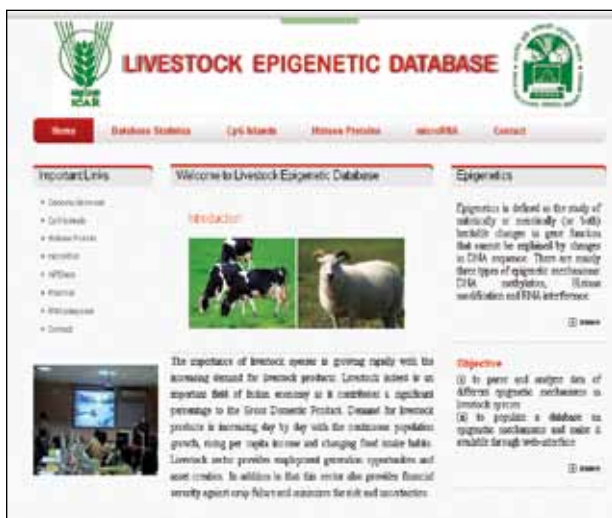 ICAR
LIVESTOCK EPIGENETIC DATABASE
Home Database Statistics CpG Islands Histone Proteins microRNA Contact
Important Links
CpG Islands
Histone Proteins
microRNA
Contact
Welcome to Livestock Epigenetic Database
Introduction
The importance of livestock species is growing rapidly with the
increasing demand for livestock products. Livestock indeed is an
important field of Indian economy as it contributes a significant
percentage to the Gross Domestic Product. Demand for livestock
products is increasing day by day with the continuous population
growth, rising per capita income and changing food intake habits.
Livestock sector provides employment generation opportunities and
asset creation. In addition to that this sector also provides financial
security against crop failure and minimizes the risk and uncertainties.
Epigenetics
Epigenetics is defined as the study of
mitotically or meiotically (or both)
heritable changes in gene function
that cannot be explained by changes
in DNA sequence. There are mainly
three types of epigenetic mechanisms:
DNA methylation, Histone
modification and RNA interference
more
Objective
(i) to parse and analyze data of
different epigenetic mechanisms in
livestock species
(ii) to populate a database on
epigenetic mechanisms and make it
available through web-interface
more